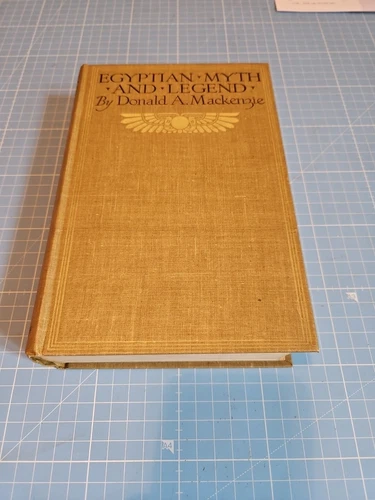 EGYPTIAN · MYTH
· AND · LEGEND ·
By Donald A. Mackenzie